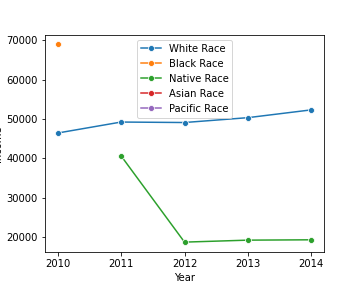 70000
60000
50000
40000
30000
20000
White Race
Black Race
Native Race
Asian Race
Pacific Race
2010 2011 2012 2013 2014
Year